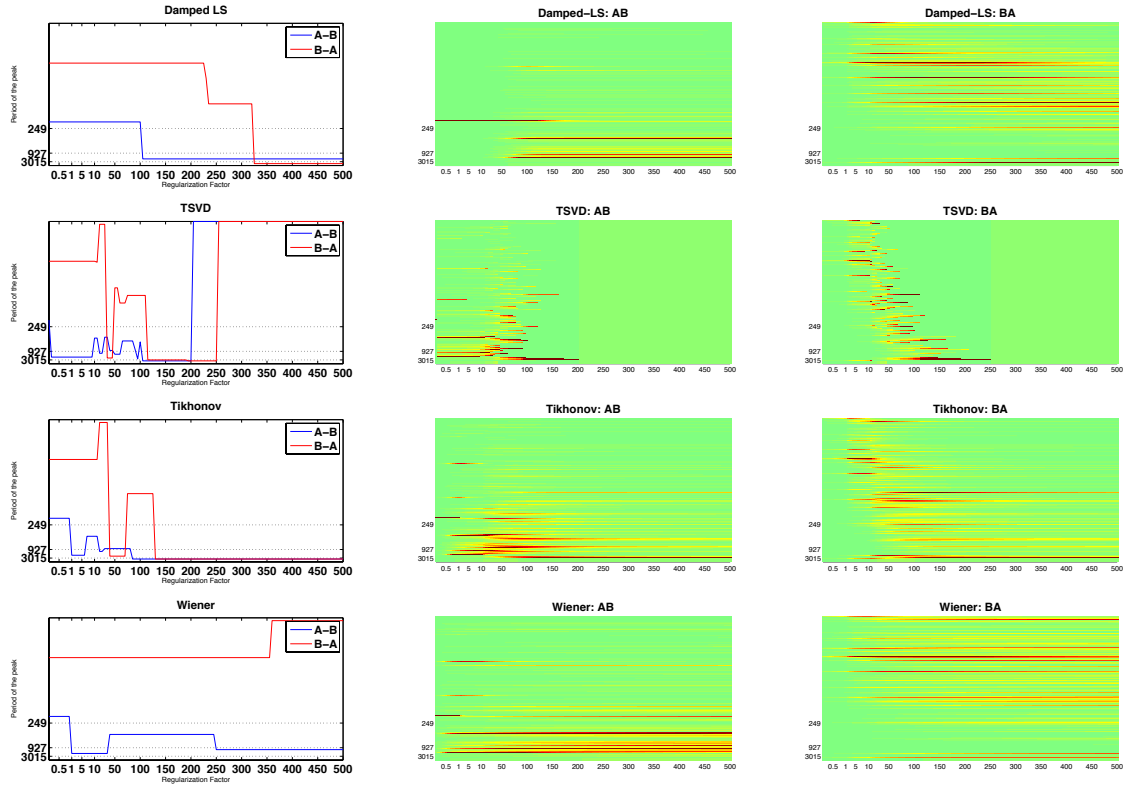 Damped LS
Period of the peak
249
927
3015
0.5 1 5 10 50 100 150 200 250 300 350 400 450 500
Regularization Factor
A−B
B−A
Damped−LS: AB
249
927
3015
0.5 1 5 10 50 100 150 200 250 300 350 400 450 500
Damped−LS: BA
249
927
3015
0.5 1 5 10 50 100 150 200 250 300 350 400 450 500
TSVD
Period of the peak
249
927
3015
0.5 1 5 10 50 100 150 200 250 300 350 400 450 500
Regularization Factor
A−B
B−A
TSVD: AB
249
927
3015
0.5 1 5 10 50 100 150 200 250 300 350 400 450 500
TSVD: BA
249
927
3015
0.5 1 5 10 50 100 150 200 250 300 350 400 450 500
Tikhonov
Period of the peak
249
927
3015
0.5 1 5 10 50 100 150 200 250 300 350 400 450 500
Regularization Factor
A−B
B−A
Tikhonov: AB
249
927
3015
0.5 1 5 10 50 100 150 200 250 300 350 400 450 500
Tikhonov: BA
249
927
3015
0.5 1 5 10 50 100 150 200 250 300 350 400 450 500
Wiener
Period of the peak
249
927
3015
0.5 1 5 10 50 100 150 200 250 300 350 400 450 500
Regularization Factor
A−B
B−A
Wiener: AB
249
927
3015
0.5 1 5 10 50 100 150 200 250 300 350 400 450 500
Wiener: BA
249
927
3015
0.5 1 5 10 50 100 150 200 250 300 350 400 450 500